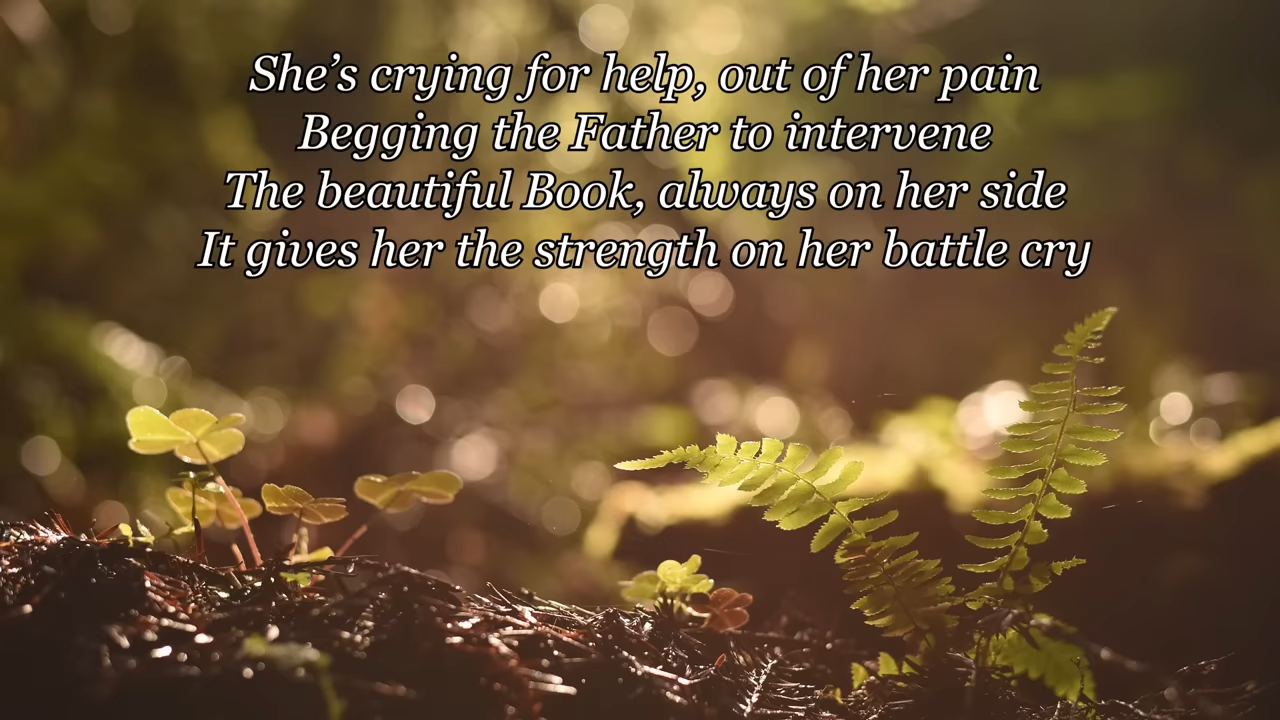 She’s crying for help, out of her pain
Begging the Father to intervene
The beautiful Book, always on her side
It gives her the strength on her battle cry